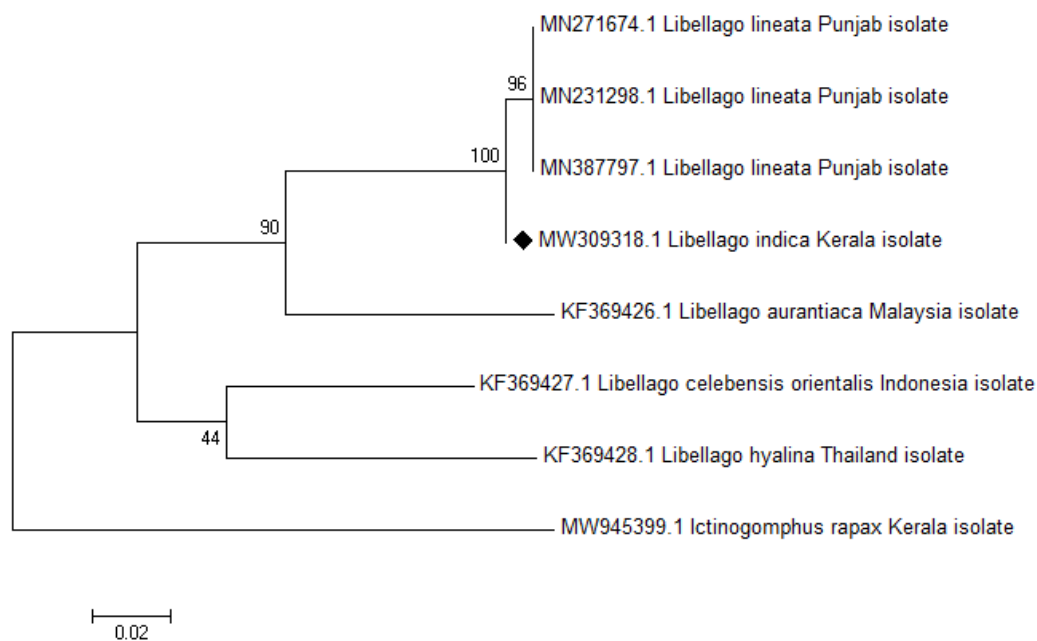 MN271674.1 Libellago lineata Punjab isolate
96
MN231298.1 Libellago lineata Punjab isolate
100
MN387797.1 Libellago lineata Punjab isolate
90
MW309318.1 Libellago indica Kerala isolate
KF369426.1 Libellago aurantiaca Malaysia isolate
KF369427.1 Libellago celebensis orientalis Indonesia isolate
44
KF369428.1 Libellago hyalina Thailand isolate
MW945399.1 Ictinogomphus rapax Kerala isolate
0.02